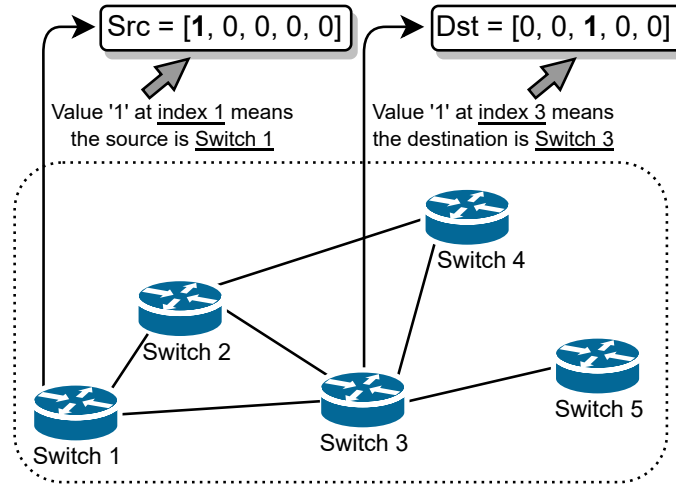 Src = [1, 0, 0, 0, 0]
Dst = [0, 0, 1, 0, 0]
Value '1' at index 1 means
the source is Switch 1
Value '1' at index 3 means
the destination is Switch 3
Switch 4
Switch 2
Switch 5
Switch 3
Switch 1